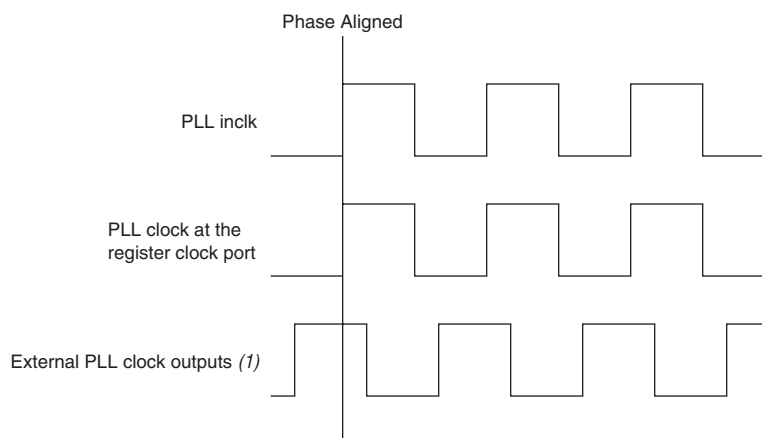 Phase Aligned
PLL inclk
PLL clock at the
register clock port
External PLL clock outputs (1)